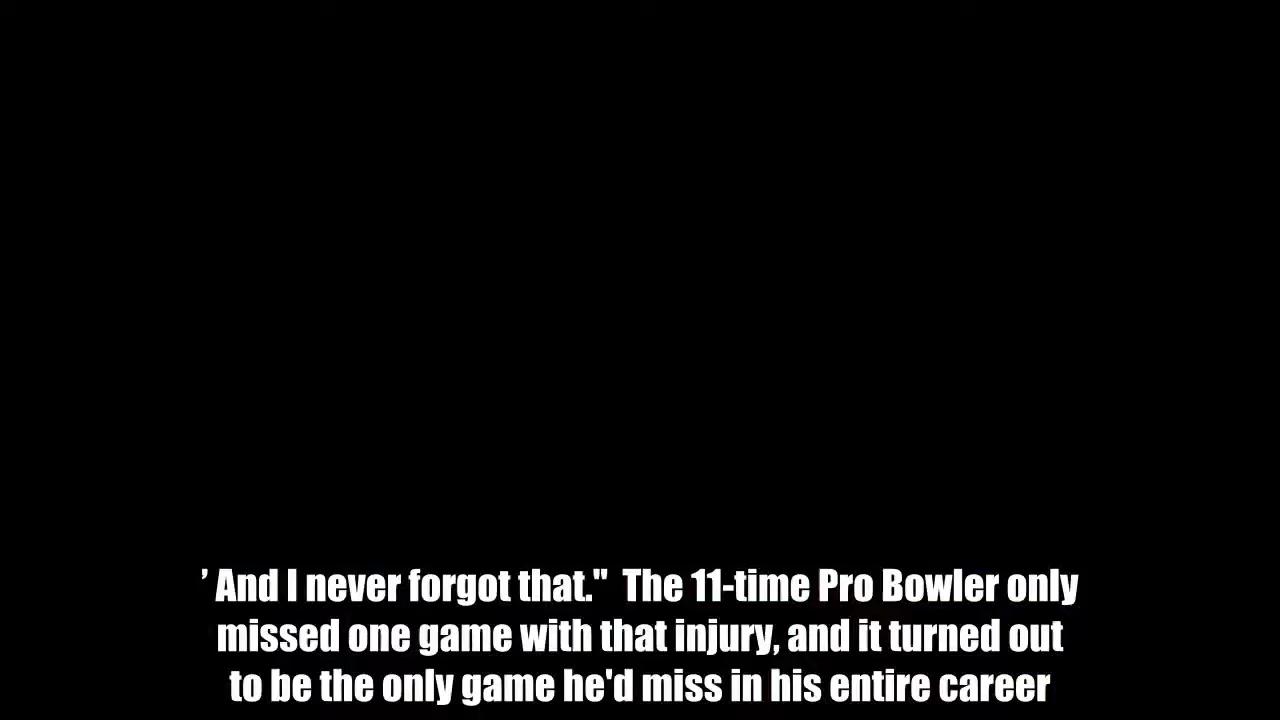 ’ And I never forgot that."  The 11-time Pro Bowler only
missed one game with that injury, and it turned out
to be the only game he'd miss in his entire career